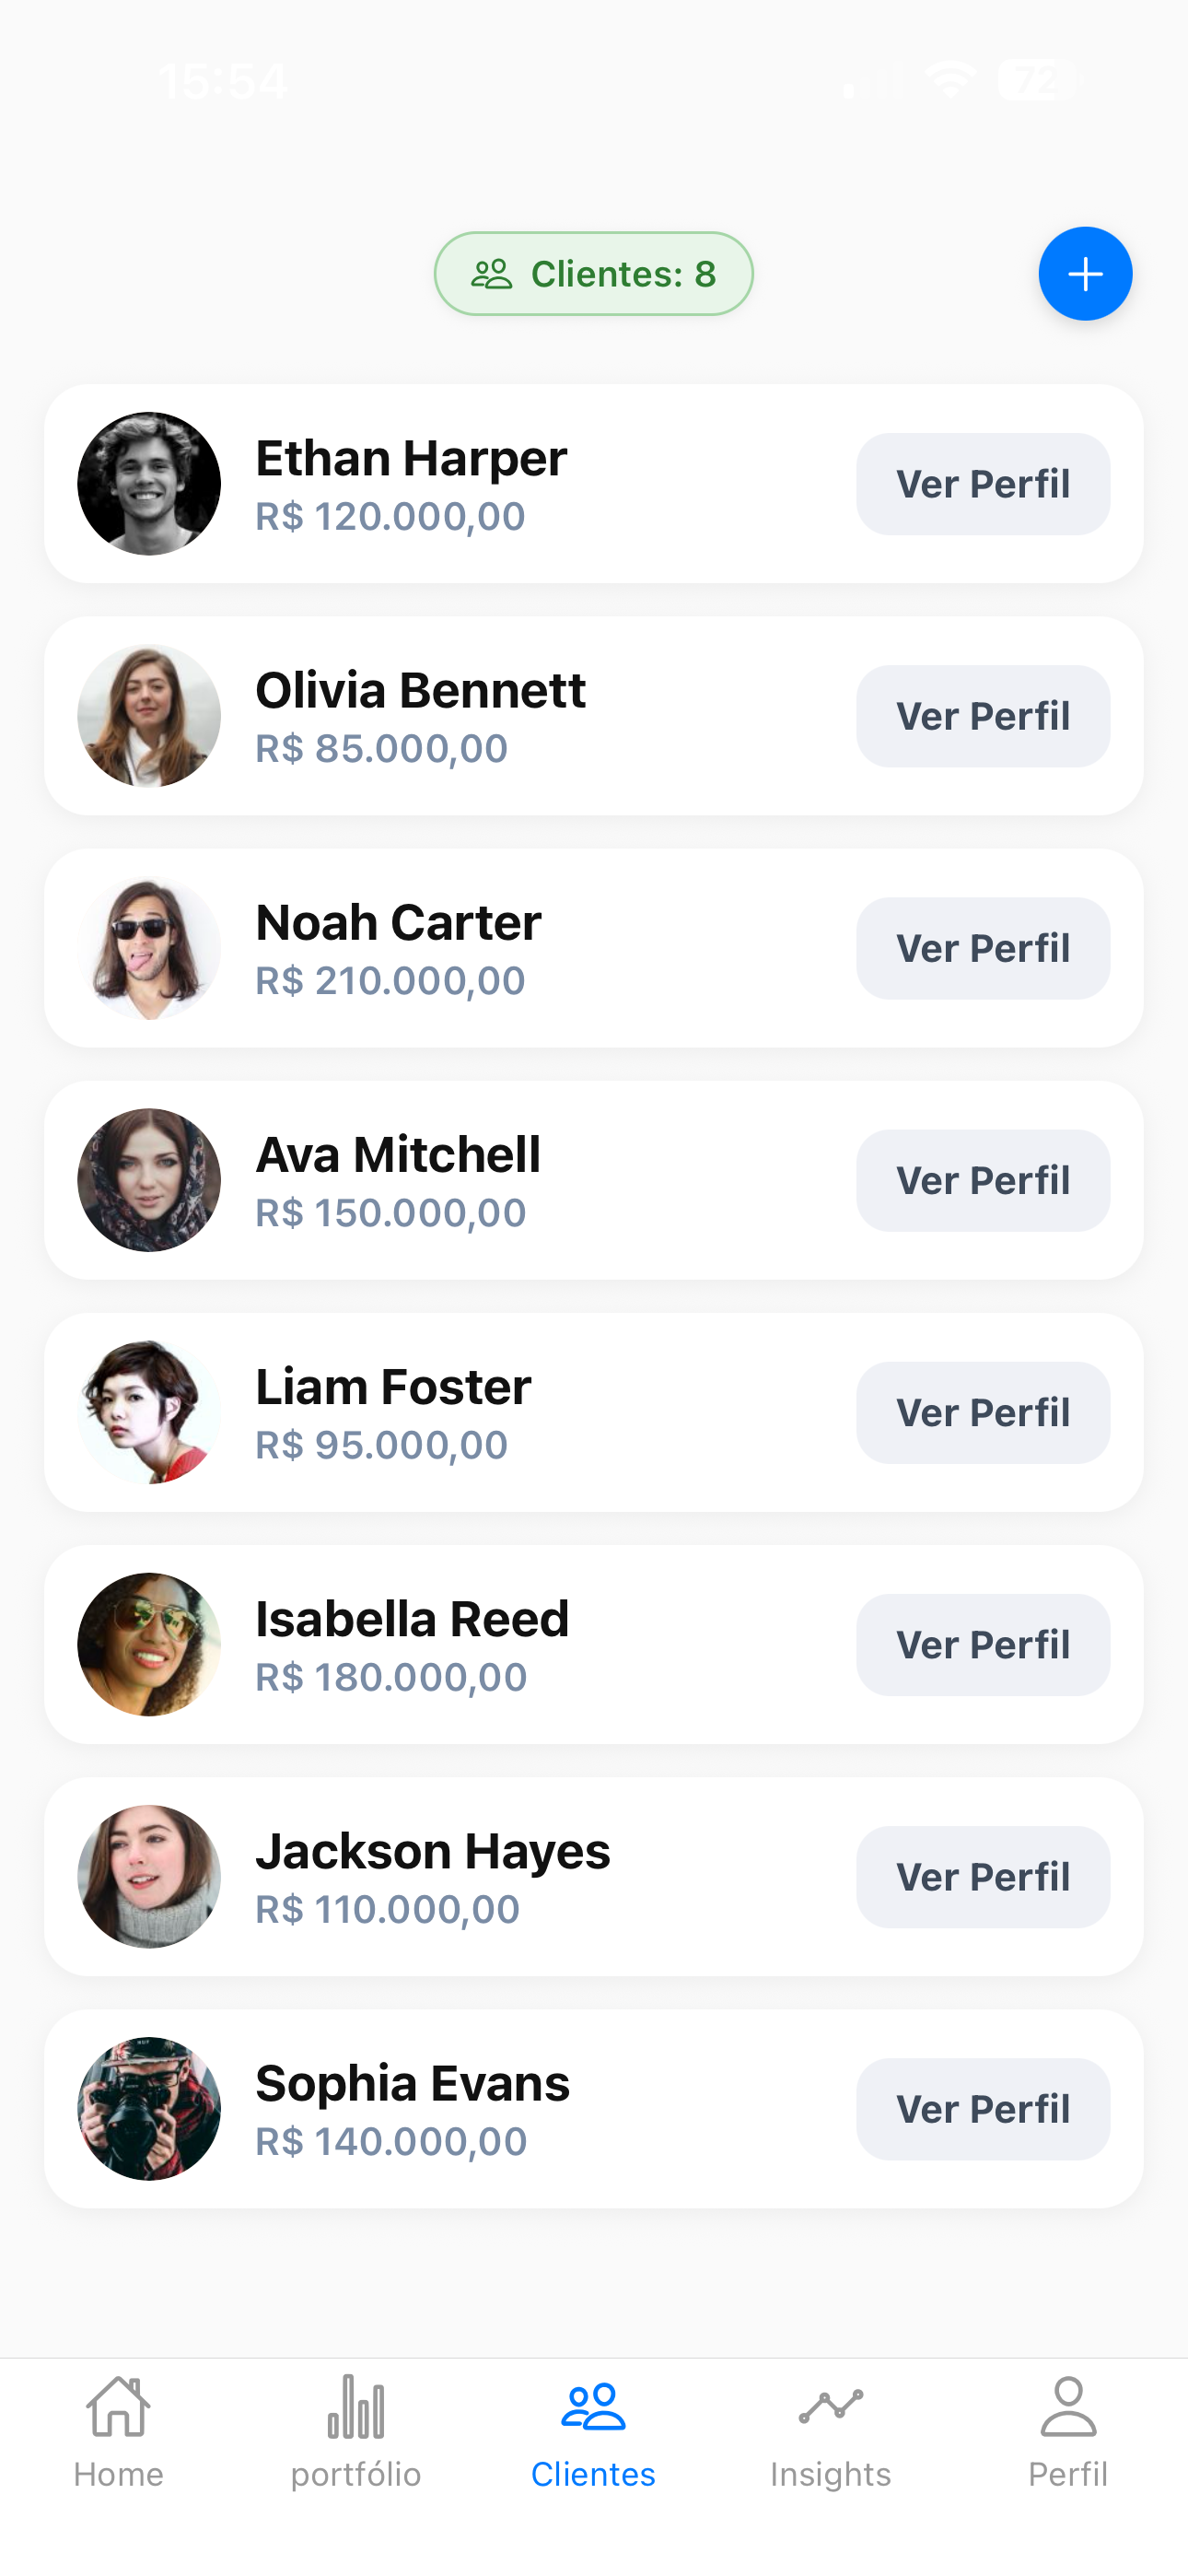 15:54
72
Clientes: 8
Ethan Harper
R$ 120.000,00
Ver Perfil
Olivia Bennett
R$ 85.000,00
Ver Perfil
Noah Carter
R$ 210.000,00
Ver Perfil
Ava Mitchell
R$ 150.000,00
Ver Perfil
Liam Foster
R$ 95.000,00
Ver Perfil
Isabella Reed
R$ 180.000,00
Ver Perfil
Jackson Hayes
R$ 110.000,00
Ver Perfil
Sophia Evans
R$ 140.000,00
Ver Perfil
Home
portfólio
Clientes
Insights
Perfil